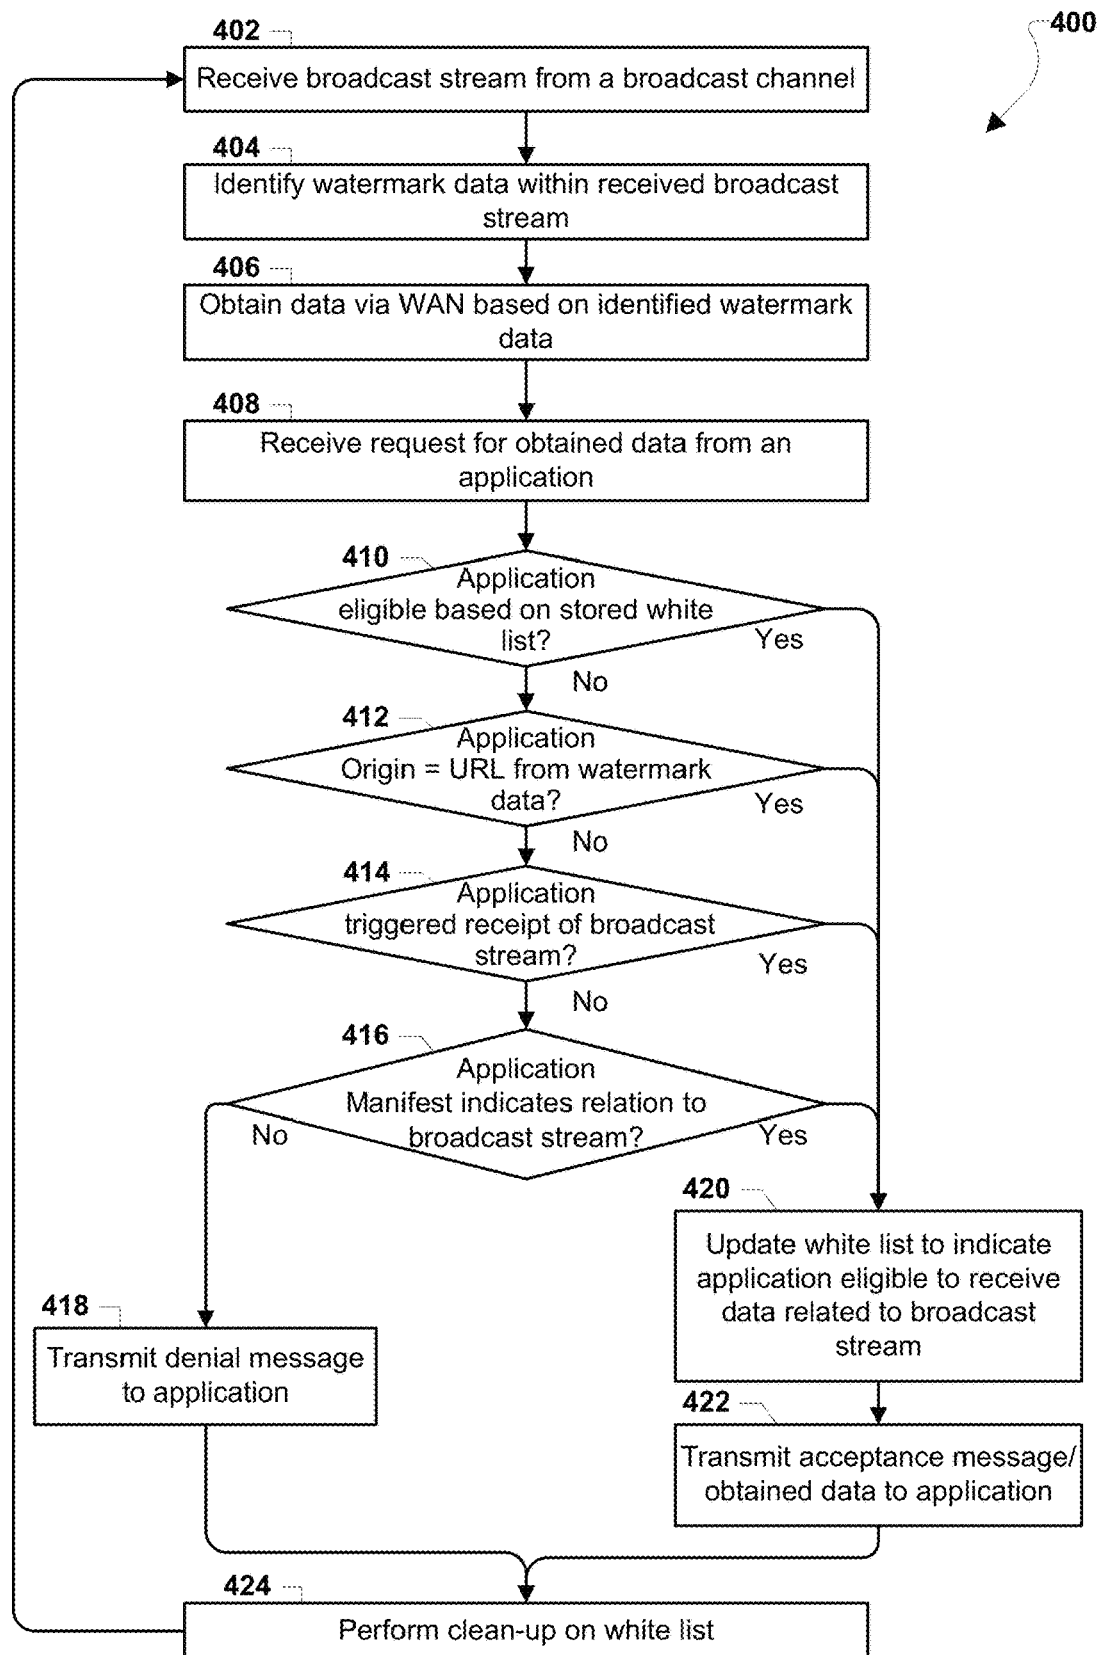 400
402
Receive broadcast stream from a broadcast channel
404
Identify watermark data within received broadcast
stream
406
Obtain data via WAN based on identified watermark
data
408
Receive request for obtained data from an
application
410
Application
eligible based on stored white
list?
Yes
No
412
Application
Origin = URL from watermark
data?
Yes
No
414
Application
triggered receipt of broadcast
stream?
Yes
No
416
Application
Manifest indicates relation to
broadcast stream?
No
Yes
420
Update white list to indicate
application eligible to receive
data related to broadcast
stream
418
Transmit denial message
to application
422
Transmit acceptance message/
obtained data to application
424
Perform clean-up on white list